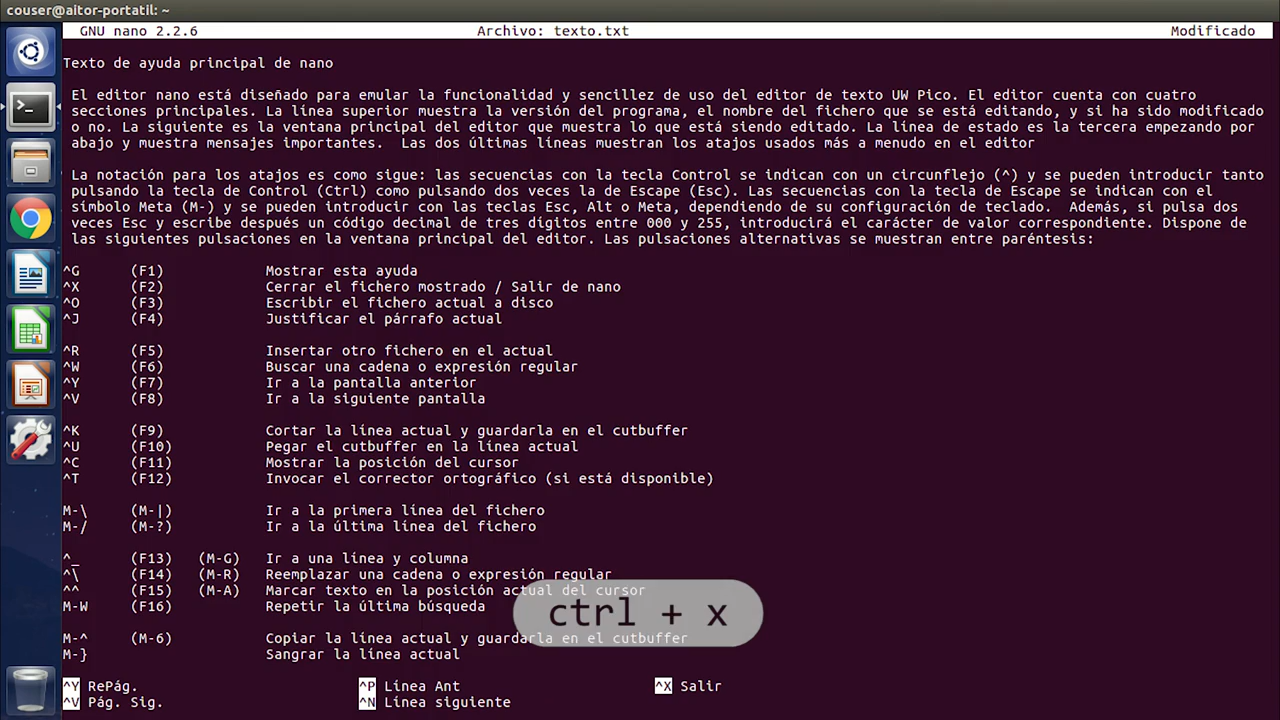 couser@aitor-portatil: ~
GNU nano 2.2.6 Archivo: texto.txt Modificado
Texto de ayuda principal de nano
El editor nano está diseñado para emular la funcionalidad y sencillez de uso del editor de texto UW Pico. El editor cuenta con cuatro
secciones principales. La línea superior muestra la versión del programa, el nombre del fichero que se está editando, y si ha sido modificado
o no. La siguiente es la ventana principal del editor que muestra lo que está siendo editado. La línea de estado es la tercera empezando por
abajo y muestra mensajes importantes.  Las dos últimas líneas muestran los atajos usados más a menudo en el editor
La notación para los atajos es como sigue: las secuencias con la tecla Control se indican con un circunflejo (^) y se pueden introducir tanto
pulsando la tecla de Control (Ctrl) como pulsando dos veces la de Escape (Esc). Las secuencias con la tecla de Escape se indican con el
símbolo Meta (M-) y se pueden introducir con las teclas Esc, Alt o Meta, dependiendo de su configuración de teclado.  Además, si pulsa dos
veces Esc y escribe después un código decimal de tres dígitos entre 000 y 255, introducirá el carácter de valor correspondiente. Dispone de
las siguientes pulsaciones en la ventana principal del editor. Las pulsaciones alternativas se muestran entre paréntesis:
^G (F1) Mostrar esta ayuda
^X (F2) Cerrar el fichero mostrado / Salir de nano
^O (F3) Escribir el fichero actual a disco
^J (F4) Justificar el párrafo actual
^R (F5) Insertar otro fichero en el actual
^W (F6) Buscar una cadena o expresión regular
^Y (F7) Ir a la pantalla anterior
^V (F8) Ir a la siguiente pantalla
^K (F9) Cortar la línea actual y guardarla en el cutbuffer
^U (F10) Pegar el cutbuffer en la línea actual
^C (F11) Mostrar la posición del cursor
^T (F12) Invocar el corrector ortográfico (si está disponible)
M-\ (M-|) Ir a la primera línea del fichero
M-/ (M-?) Ir a la última línea del fichero
^_ (F13) (M-G) Ir a una línea y columna
^\ (F14) (M-R) Reemplazar una cadena o expresión regular
^^ (F15) (M-A) Marcar texto en la posición actual del cursor
M-W (F16) Repetir la última búsqueda
ctrl + x
M-^ (M-6) Copiar la línea actual y guardarla en el cutbuffer
M-} Sangrar la línea actual
^Y RePág. ^P Línea Ant ^X Salir
^V Pág. Sig. ^N Línea siguiente